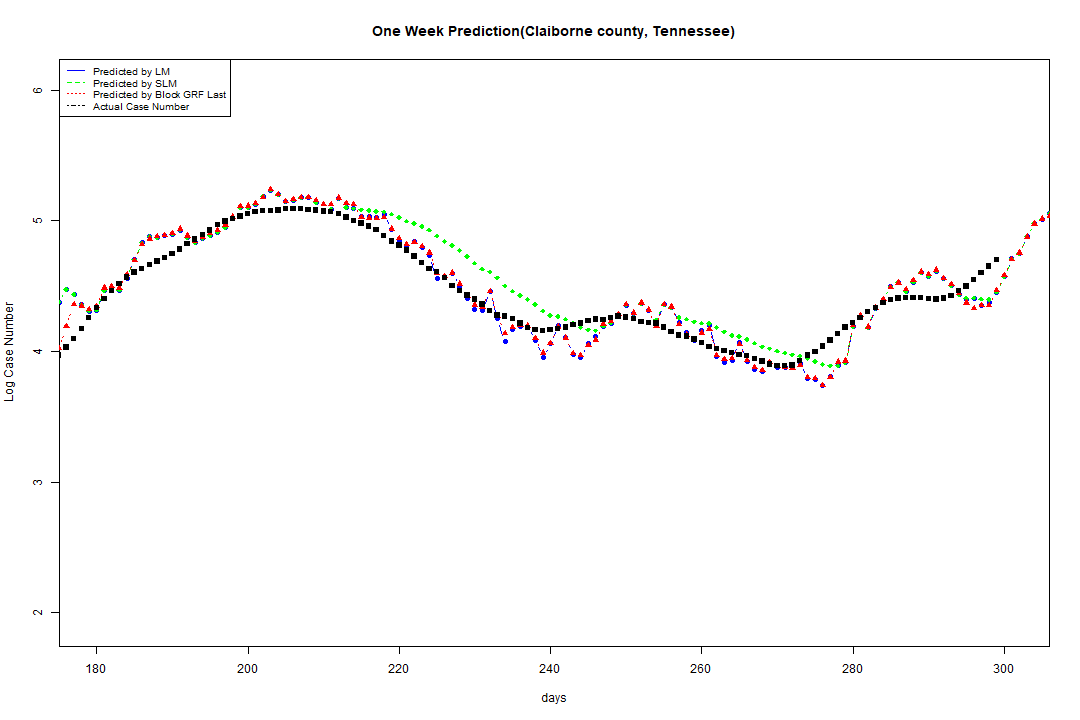 One Week Prediction(Claiborne county, Tennessee)
Predicted by LM
Predicted by SLM
Predicted by Block GRF Last
Actual Case Number
6
5
4
3
2
Log Case Number
180 200 220 240 260 280 300
days